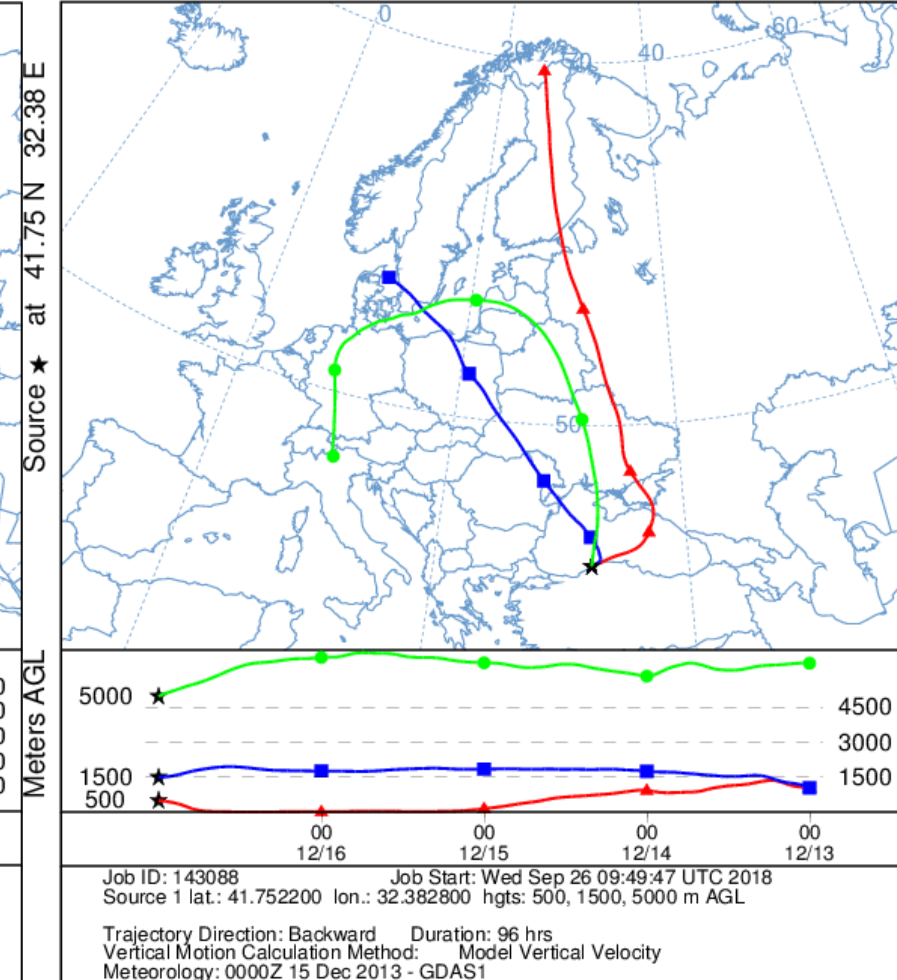 Source ★ at 41.75 N 32.38 E
0
20
40
60
50
Meters AGL
5000
1500
500
4500
3000
1500
00 00 00 00
12/16 12/15 12/14 12/13
Job ID: 143088 Job Start: Wed Sep 26 09:49:47 UTC 2018
Source 1 lat.: 41.752200 lon.: 32.382800 hgts: 500, 1500, 5000 m AGL
Trajectory Direction: Backward Duration: 96 hrs
Vertical Motion Calculation Method: Model Vertical Velocity
Meteorology: 0000Z 15 Dec 2013 - GDAS1